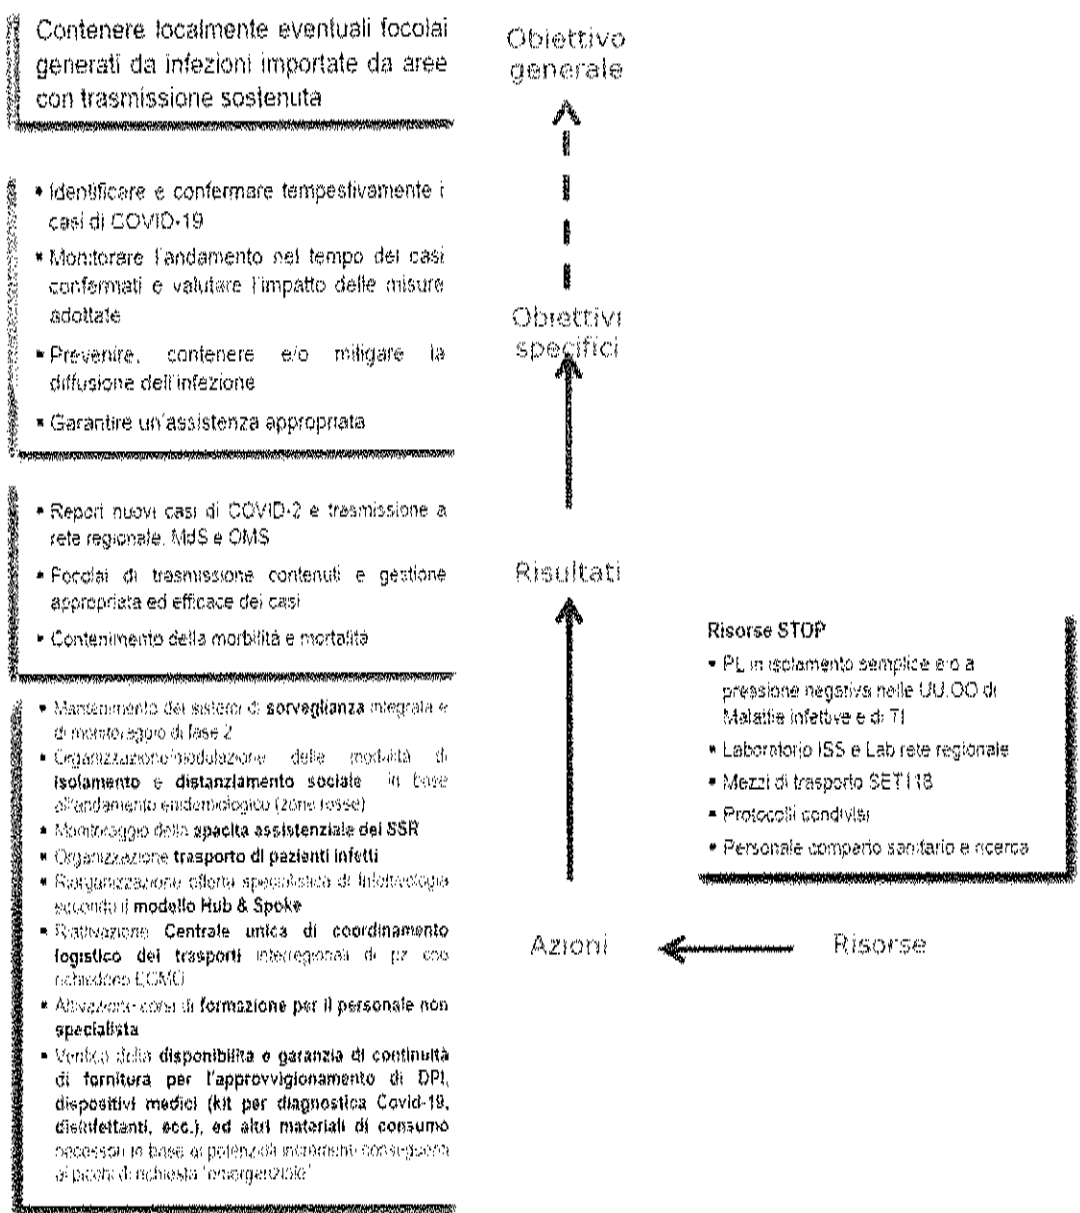 Contenere localmente eventuali focolai
generati da infezioni importate da aree
con trasmissione sostenuta
Obiettivo
generale
▪ Identificare e confermare tempestivamente i
casi di COVID-19
▪ Monitorare l'andamento nel tempo dei casi
confermati e valutare l'impatto delle misure
adottate
▪ Prevenire, contenere e/o mitigare la
diffusione dell'infezione
▪ Garantire un'assistenza appropriata
Obiettivi
specifici
▪ Report nuovi casi di COVID-2 e trasmissione a
rete regionale, MdS e OMS
▪ Focolai di trasmissione contenuti e gestione
appropriata ed efficace dei casi
▪ Contenimento della morbilità e mortalità
Risultati
▪ Mantenimento dei sistemi di sorveglianza integrata e
di monitoraggio di fase 2
▪ Organizzazione/modulazione delle modalità di
isolamento e distanziamento sociale in base
all'andamento epidemiologico (zone rosse)
▪ Monitoraggio della apacita assistenziale dei SSR
▪ Organizzazione trasporto di pazienti infetti
▪ Riorganizzazione offerta specialistica di Infettivologia
secondo il modello Hub & Spoke
▪ Riattivazione Centrale unica di coordinamento
logistico dei trasporti interregionali di pz che
richiedono ECMO
▪ Attivazione corsi di formazione per il personale non
specialista
▪ Verifica della disponibilita e garanzia di continuità
di fornitura per l'approvvigionamento di DPI,
dispositivi medici (kit per diagnostica Covid-19,
disinfettanti, ecc.), ed altri materiali di consumo
necessari in base ai potenziali incrementi conseguenti
ai picchi di richiesta "emergenziale"
Risorse STOP
▪ PL in isolamento semplice e/o a
pressione negativa nelle UU.OO di
Malattie infettive e di TI
▪ Laboratorio ISS e Lab rete regionale
▪ Mezzi di trasporto SET118
▪ Protocolli condivisi
▪ Personale comparto sanitario e ricerca
Azioni
Risorse